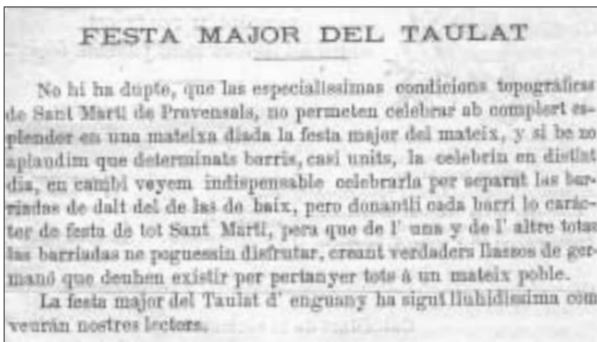 FESTA MAJOR DEL TAULAT
No hi ha dupte, que las especialíssimas condicions topográficas
de Sant Martí de Provensals, no permeten celebrar ab complert es-
plendor en una mateixa diada la festa major del mateix, y si be no
aplaudim que determinats barris, casi units, la celebrin en distint
dia, en cambi veyem indispensable celebrarla per separat las bar-
riadas de dalt del de las de baix, pero donantli cada barri lo carác-
ter de festa de tot Sant Martí, pera que de l' una y de l' altre totas
las barriadas ne poguessin disfrutar, creant verdaders llassos de ger-
manó que deuhen existir per pertanyer tots á un mateix poble.
La festa major del Taulat d' enguany ha sigut lluhidíssima com
veurán nostres lectors.